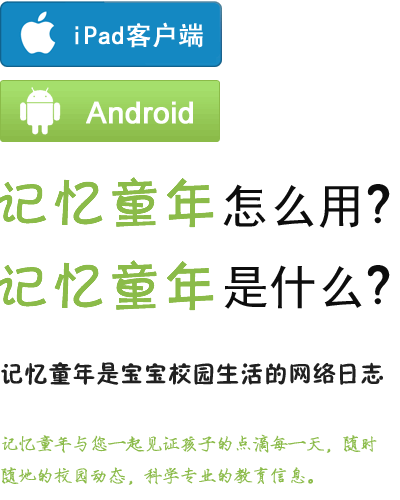 iPad客户端
Android
记忆童年怎么用?
记忆童年是什么?
记忆童年是宝宝校园生活的网络日志
记忆童年与您一起见证孩子的点滴每一天，随时
随地的校园动态，科学专业的教育信息。